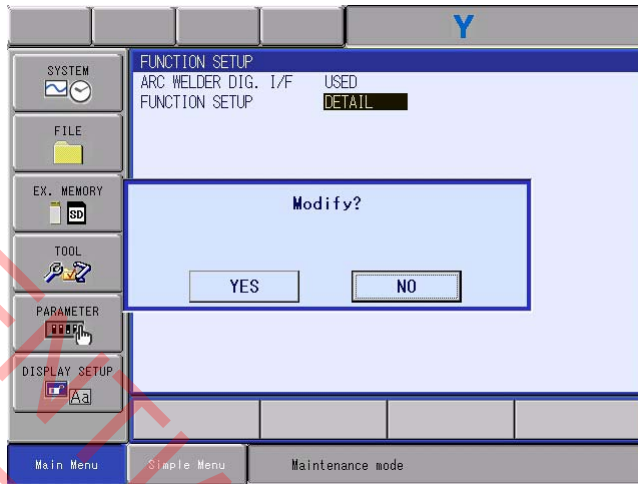 Y
SYSTEM
FILE
EX. MEMORY
SD
TOOL
PARAMETER
DISPLAY SETUP
Aa
FUNCTION SETUP
ARC WELDER DIG. I/F USED
FUNCTION SETUP DETAIL
Modify?
YES NO
Main Menu Simple Menu Maintenance mode